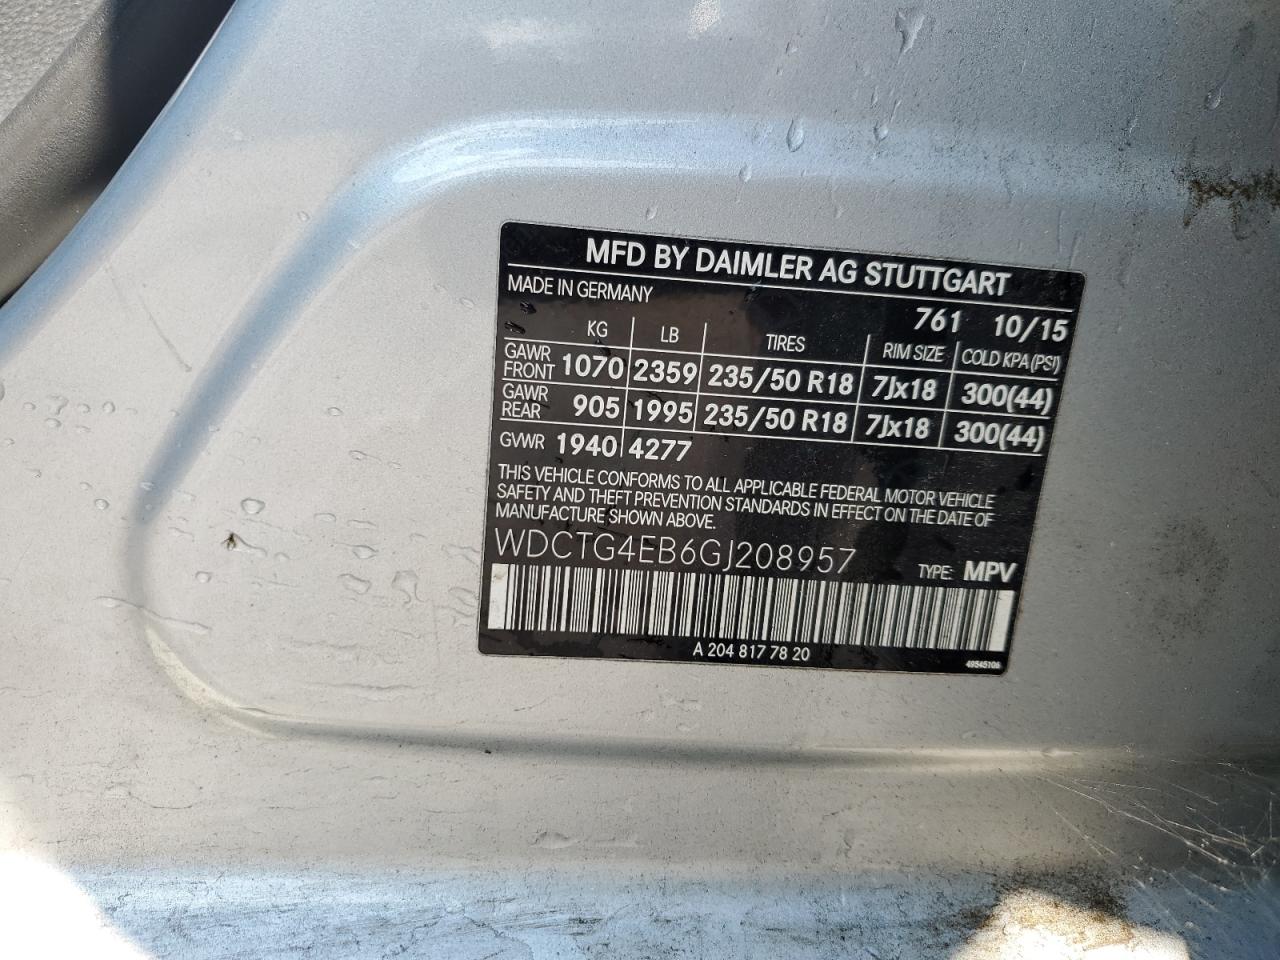 MFD BY DAIMLER AG STUTTGART
MADE IN GERMANY
761 10/15
KG LB TIRES RIM SIZE COLD KPA (PSI)
GAWR FRONT 1070 2359 235/50 R18 7Jx18 300(44)
GAWR REAR 905 1995 235/50 R18 7Jx18 300(44)
GVWR 1940 4277
THIS VEHICLE CONFORMS TO ALL APPLICABLE FEDERAL MOTOR VEHICLE
SAFETY AND THEFT PREVENTION STANDARDS IN EFFECT ON THE DATE OF
MANUFACTURE SHOWN ABOVE.
WDCTG4EB6GJ208957 TYPE: MPV
A 204 817 78 20
49545106